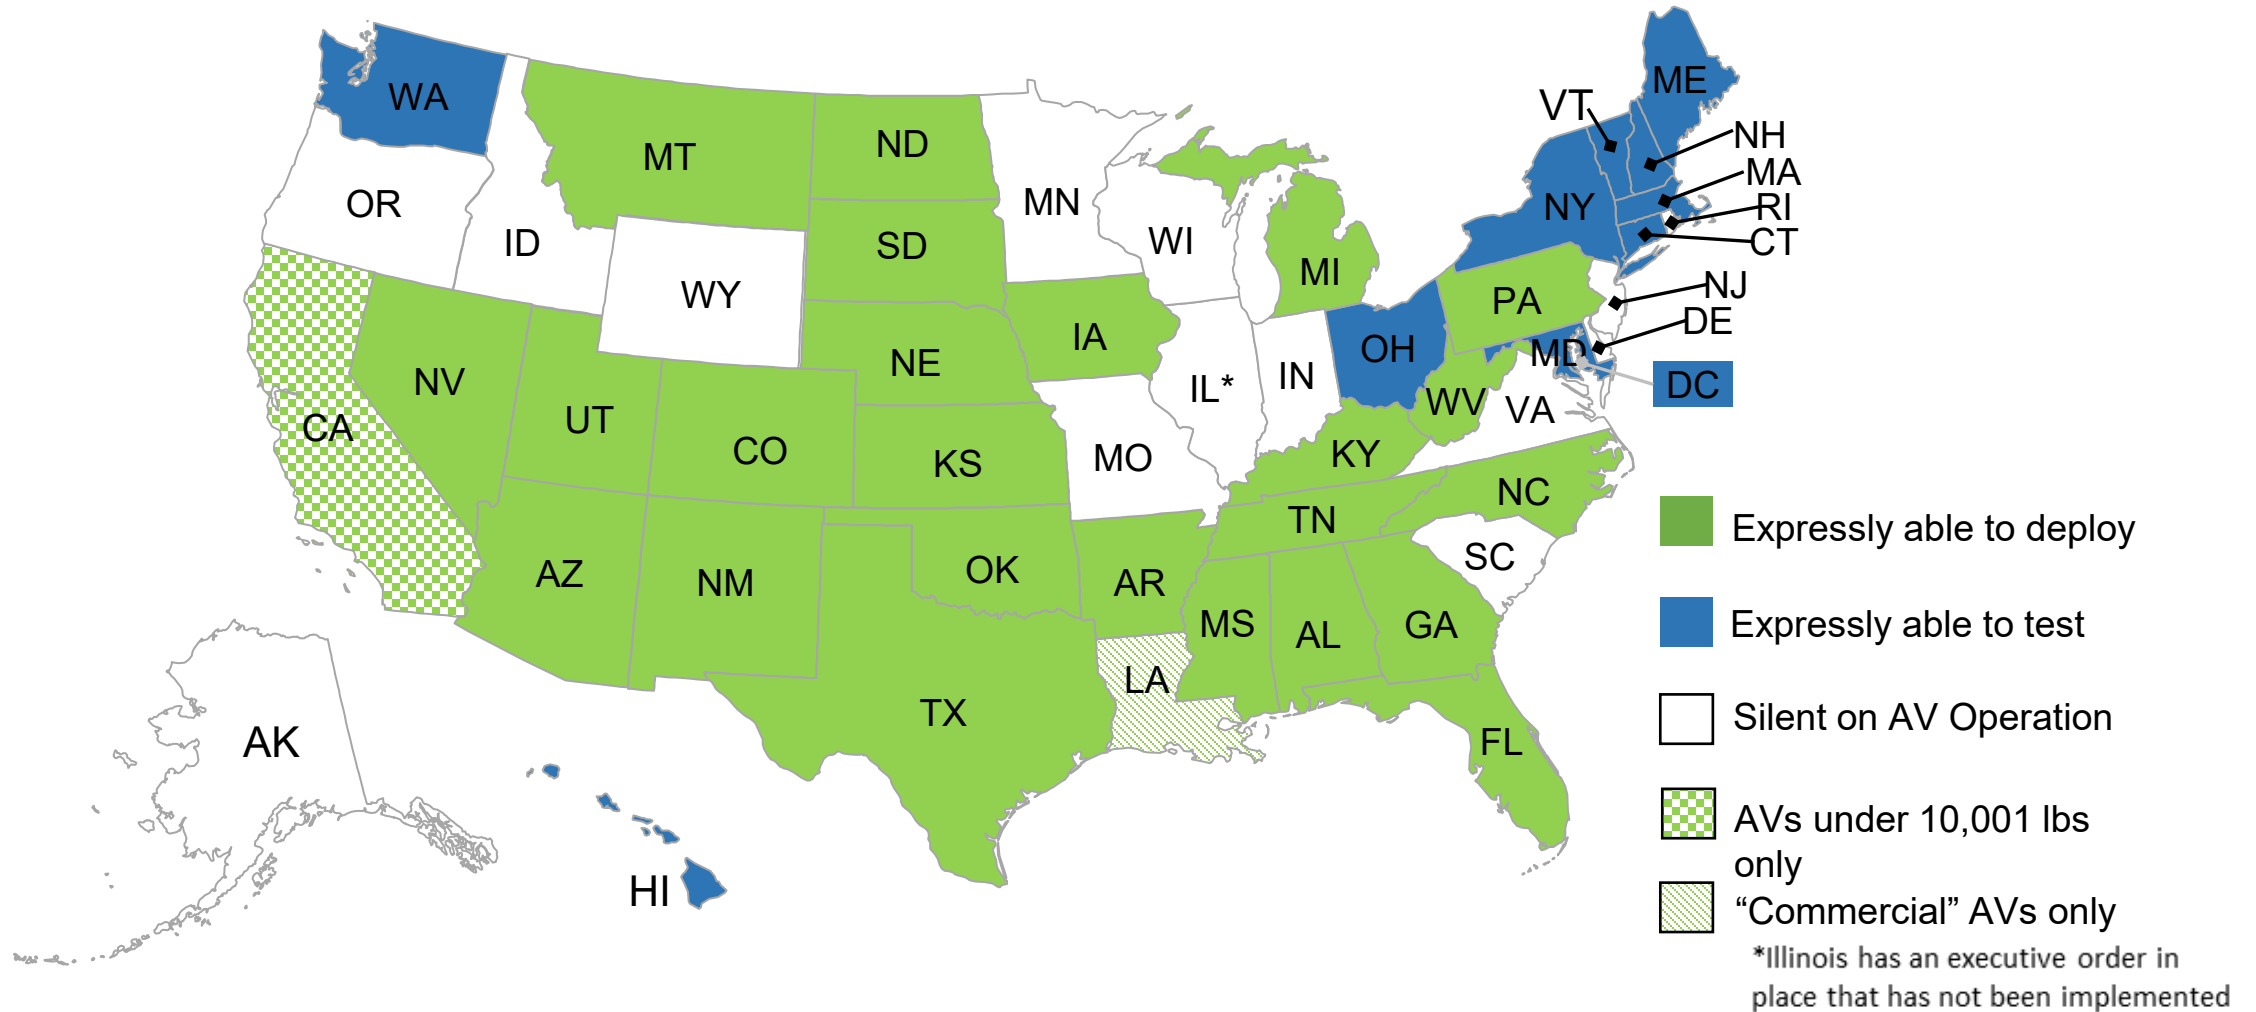 WA
MT
ND
MN
OR
ID
SD
WI
MI
WY
NY
VT
ME
NH
MA
RI
CT
NJ
DE
PA
MD
DC
IA
NE
NV
UT
CO
CA
KS
MO
IL*
IN
OH
WV
VA
KY
NC
TN
SC
AZ
NM
OK
AR
MS
AL
GA
LA
TX
FL
AK
HI
Expressly able to deploy
Expressly able to test
Silent on AV Operation
AVs under 10,001 lbs
only
“Commercial” AVs only
*Illinois has an executive order in
place that has not been implemented